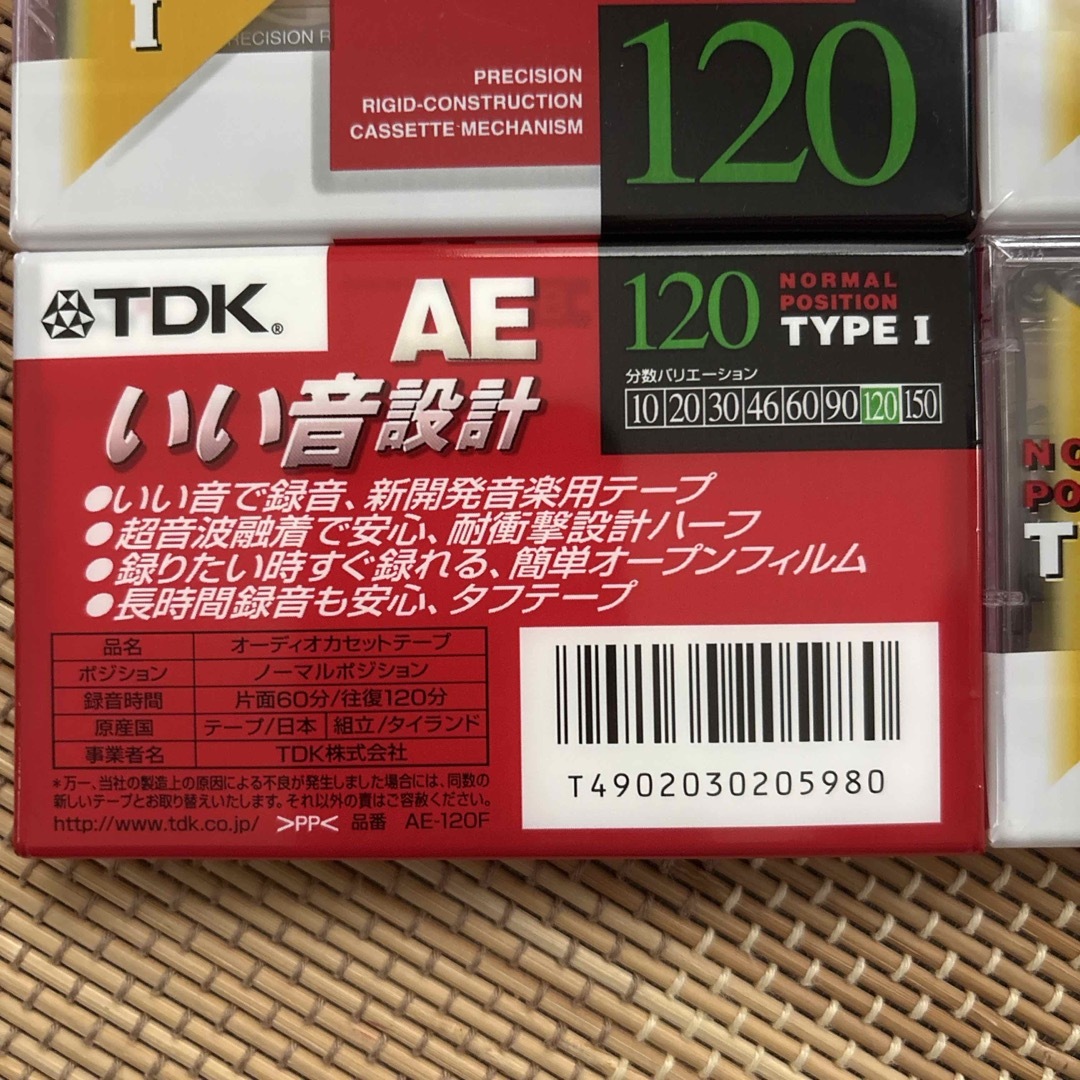 I
PRECISION R
PRECISION
RIGID-CONSTRUCTION
CASSETTE MECHANISM
120
TDK®
AE
いい音設計
120
NORMAL
POSITION
TYPE I
分数バリエーション
10 20 30 46 60 90 120 150
●いい音で録音、新開発音楽用テープ
●超音波融着で安心、耐衝撃設計ハーフ
●録りたい時すぐ録れる、簡単オープンフィルム
●長時間録音も安心、タフテープ
品名 オーディオカセットテープ
ポジション ノーマルポジション
録音時間 片面60分/往復120分
原産国 テープ/日本 組立/タイランド
事業者名 TDK株式会社
*万一、当社の製造上の原因による不良が発生しました場合には、同数の
新しいテープとお取り替えいたします。それ以外の責はご容赦ください。
http://www.tdk.co.jp/ >PP< 品番 AE-120F
T4902030205980
NO
PO
T